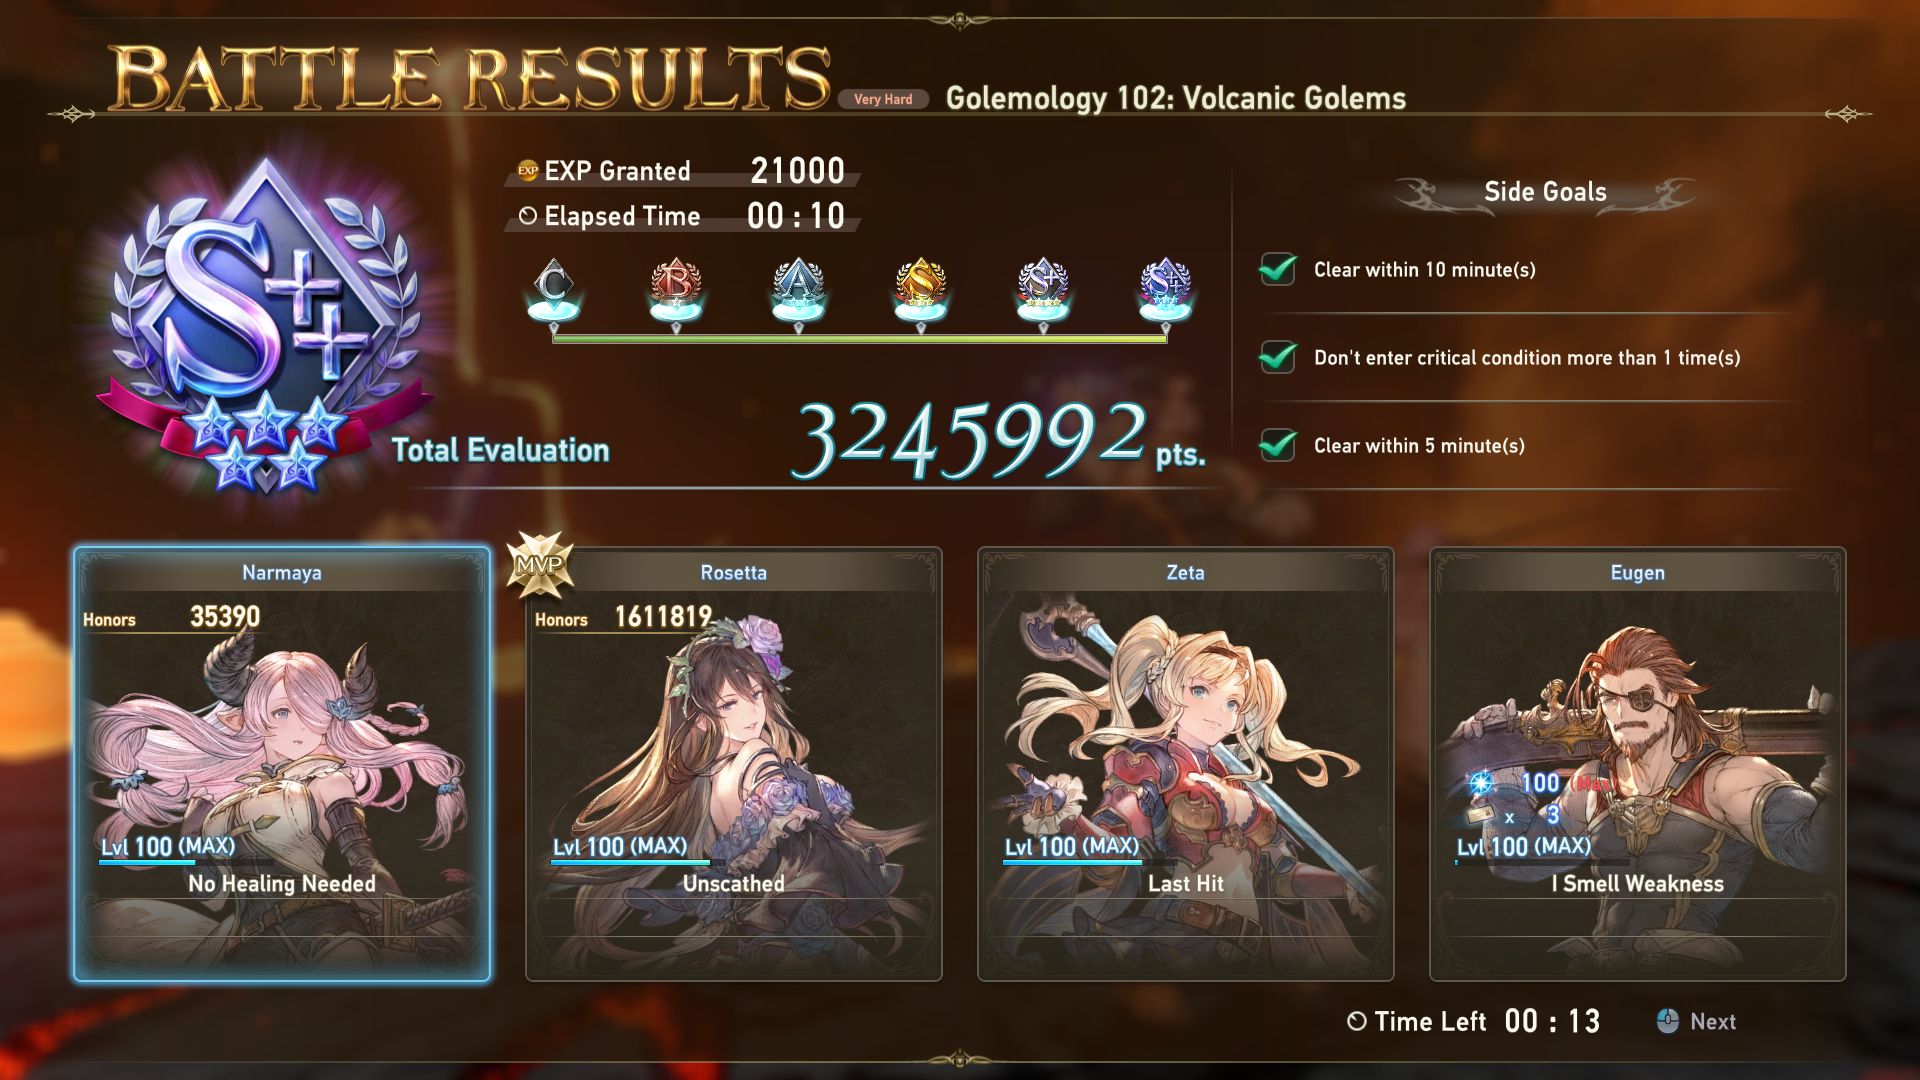 BATTLE RESULTS
Very Hard
Golemology 102: Volcanic Golems
EXP EXP Granted 21000
Elapsed Time 00 : 10
C B A S S+ S++
S++
Total Evaluation 3245992 pts.
Side Goals
Clear within 10 minute(s)
Don't enter critical condition more than 1 time(s)
Clear within 5 minute(s)
Narmaya
Honors 35390
Lvl 100 (MAX)
No Healing Needed
MVP
Rosetta
Honors 1611819
Lvl 100 (MAX)
Unscathed
Zeta
Lvl 100 (MAX)
Last Hit
Eugen
100 (Max)
x 3
Lvl 100 (MAX)
I Smell Weakness
Time Left 00 : 13
Next